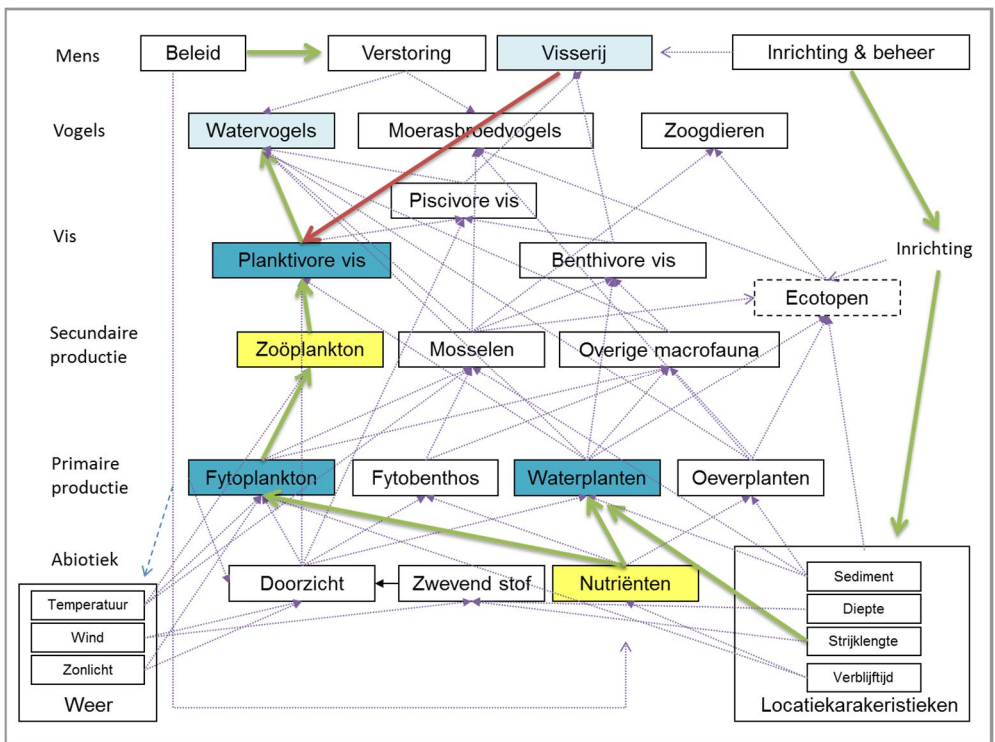 Mens
Beleid
Verstoring
Visserij
Inrichting & beheer
Vogels
Watervogels
Moerasbroedvogels
Zoogdieren
Piscivore vis
Vis
Planktivore vis
Benthivore vis
Inrichting
Ecotopen
Secundaire
productie
Zoöplankton
Mosselen
Overige macrofauna
Primaire
productie
Fytoplankton
Fytobenthos
Waterplanten
Oeverplanten
Abiotiek
Doorzicht
Zwevend stof
Nutriënten
Temperatuur
Wind
Zonlicht
Weer
Sediment
Diepte
Strijklengte
Verblijftijd
Locatiekarakeristieken